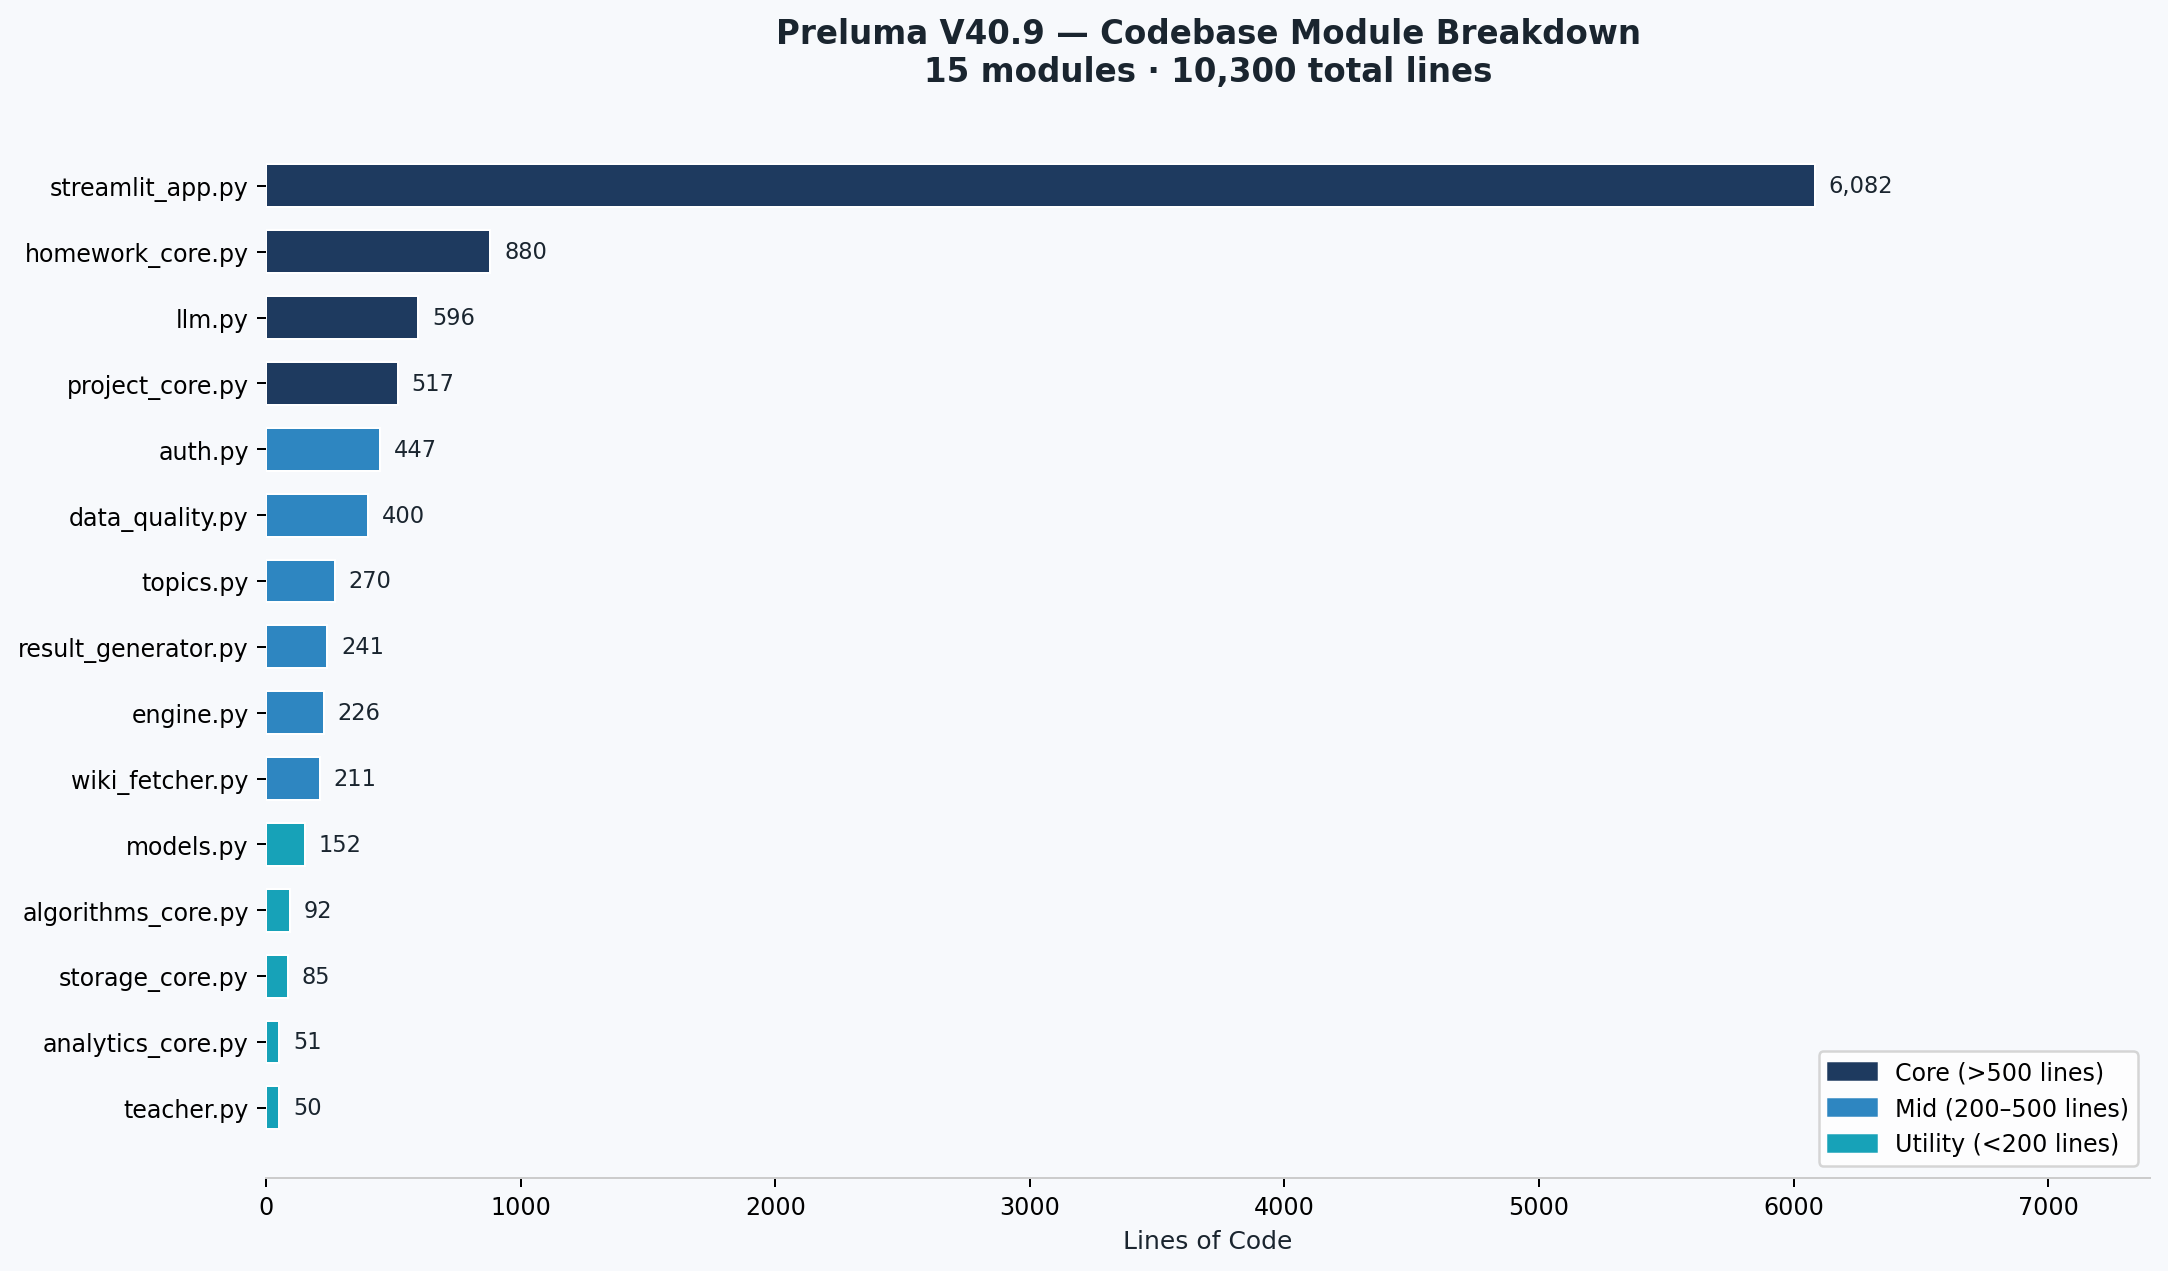 Preluma V40.9 — Codebase Module Breakdown
15 modules · 10,300 total lines
streamlit_app.py 6,082
homework_core.py 880
llm.py 596
project_core.py 517
auth.py 447
data_quality.py 400
topics.py 270
result_generator.py 241
engine.py 226
wiki_fetcher.py 211
models.py 152
algorithms_core.py 92
storage_core.py 85
analytics_core.py 51
teacher.py 50
Core (>500 lines)
Mid (200–500 lines)
Utility (<200 lines)
0 1000 2000 3000 4000 5000 6000 7000
Lines of Code